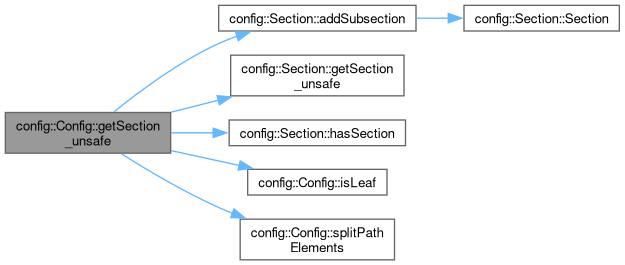 config::Config::getSection
_unsafe
config::Section::addSubsection
config::Section::Section
config::Section::getSection
_unsafe
config::Section::hasSection
config::Config::isLeaf
config::Config::splitPath
Elements